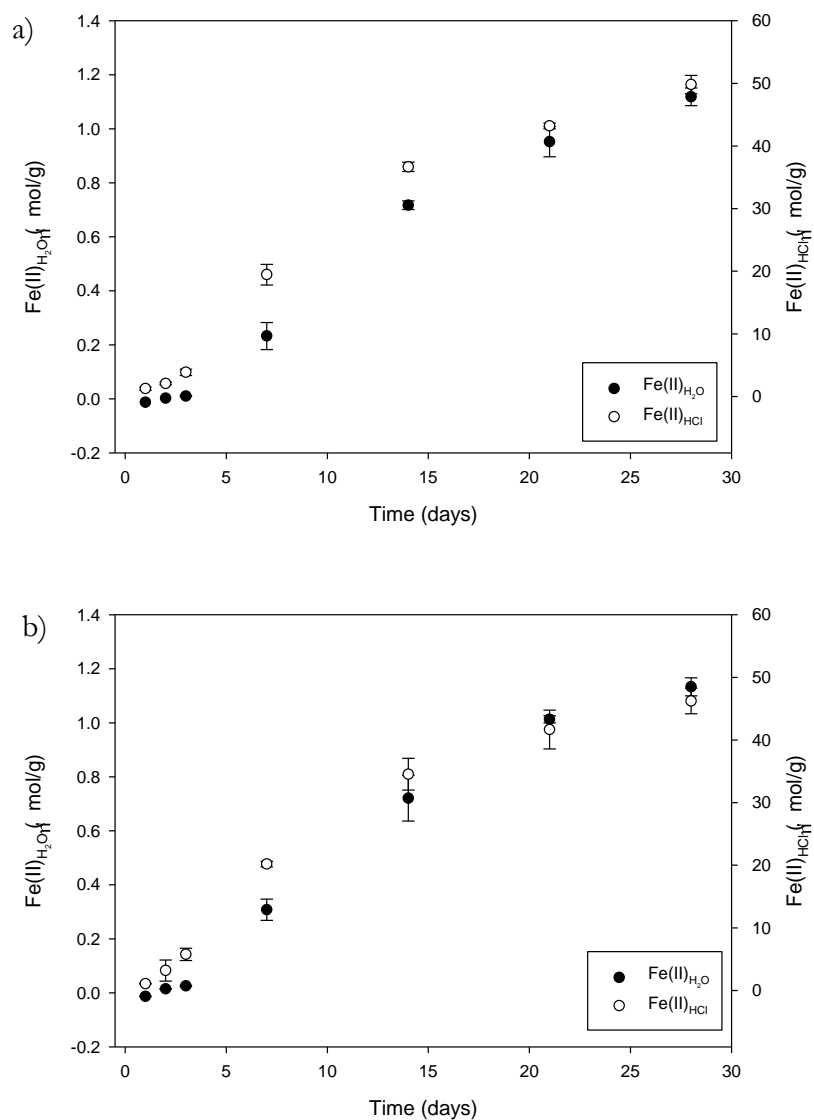 a)
1.4
1.2
1.0
0.8
0.6
0.4
0.2
0.0
-0.2
60
50
40
30
20
10
0
0 5 10 15 20 25 30
Time (days)
Fe(II)H₂O ( mol/g)
Fe(II)HCl ( mol/g)
Fe(II)H₂O
Fe(II)HCl
b)
1.4
1.2
1.0
0.8
0.6
0.4
0.2
0.0
-0.2
60
50
40
30
20
10
0
0 5 10 15 20 25 30
Time (days)
Fe(II)H₂O ( mol/g)
Fe(II)HCl ( mol/g)
Fe(II)H₂O
Fe(II)HCl